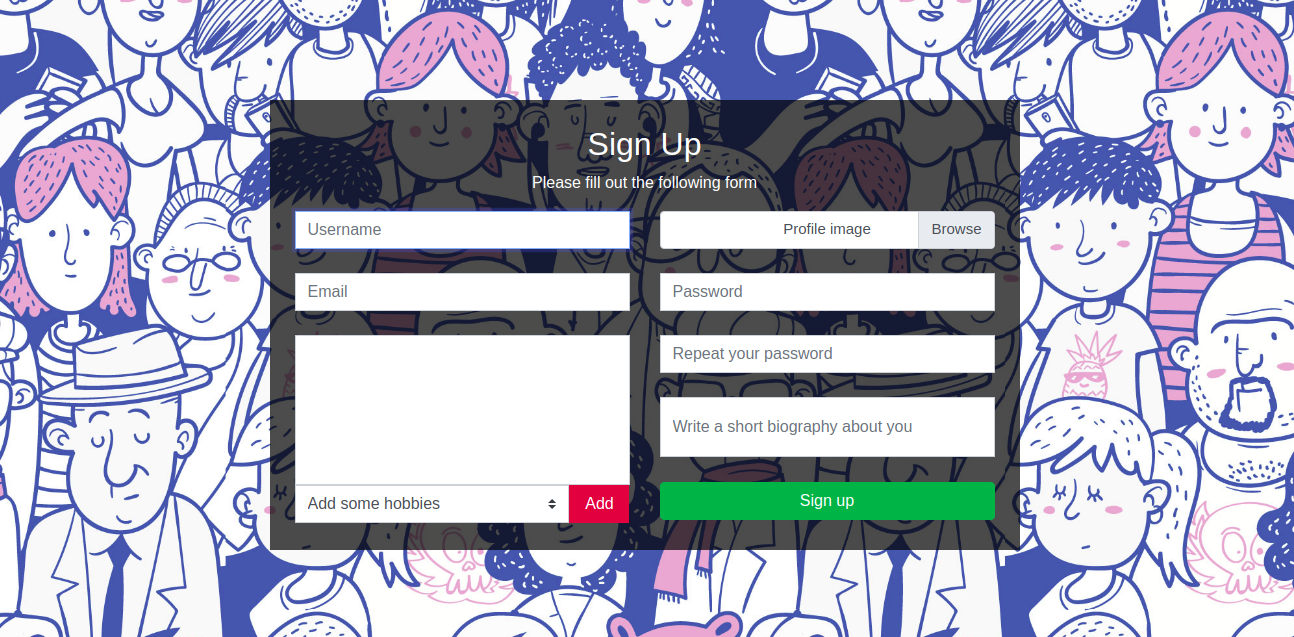 Sign Up
Please fill out the following form
Username
Profile image
Browse
Email
Password
Repeat your password
Write a short biography about you
Add some hobbies
Add
Sign up